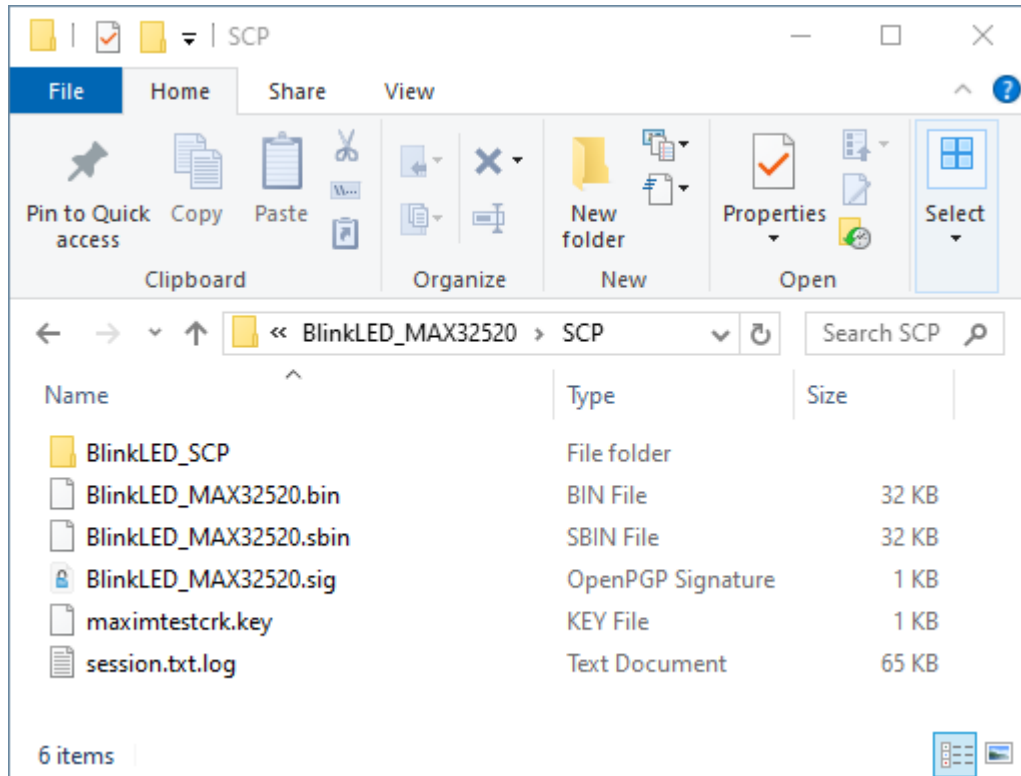 SCP
File Home Share View
Pin to Quick access
Copy
Paste
Clipboard
Organize
New folder
New
Properties
Open
Select
« BlinkLED_MAX32520 > SCP
Search SCP
Name Type Size
BlinkLED_SCP File folder
BlinkLED_MAX32520.bin BIN File 32 KB
BlinkLED_MAX32520.sbin SBIN File 32 KB
BlinkLED_MAX32520.sig OpenPGP Signature 1 KB
maximtestcrk.key KEY File 1 KB
session.txt.log Text Document 65 KB
6 items